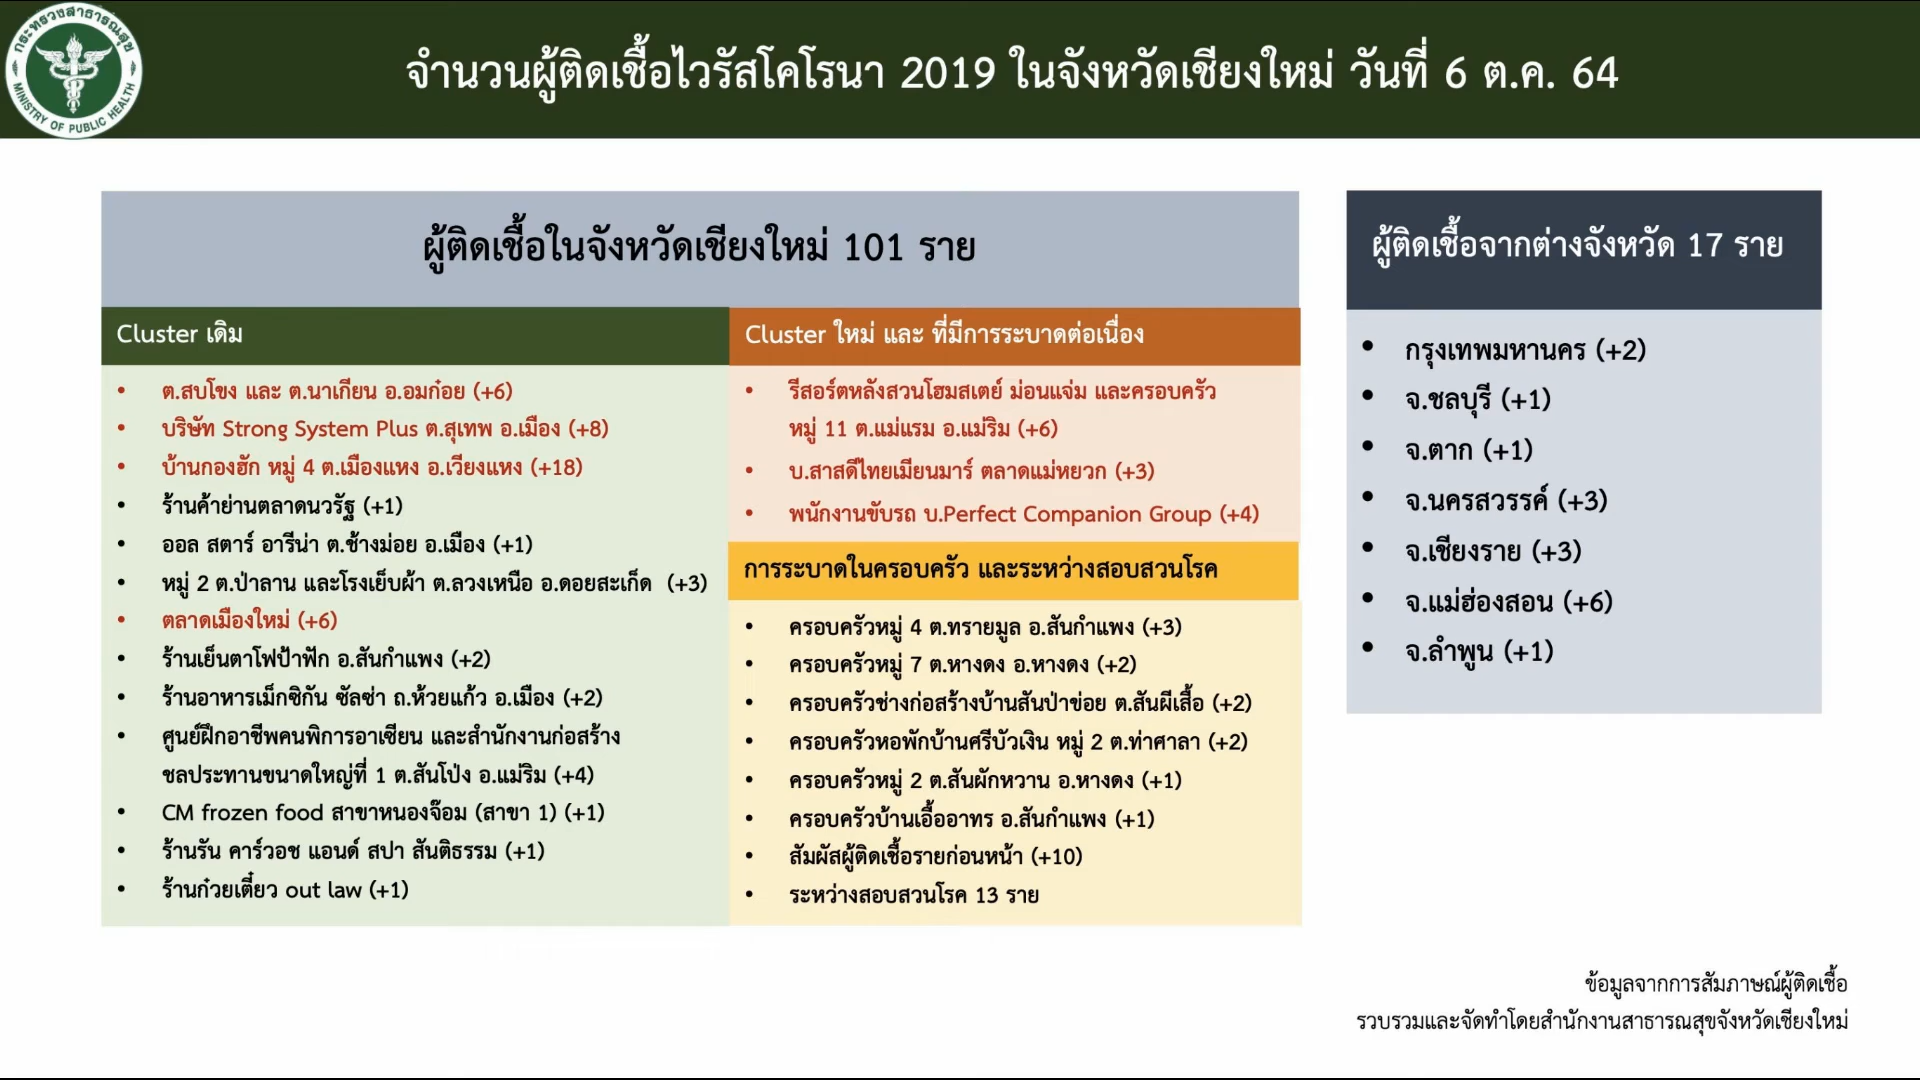 กระทรวงสาธารณสุข
MINISTRY OF PUBLIC HEALTH
จำนวนผู้ติดเชื้อไวรัสโคโรนา 2019 ในจังหวัดเชียงใหม่ วันที่ 6 ต.ค. 64
ผู้ติดเชื้อในจังหวัดเชียงใหม่ 101 ราย
Cluster เดิม
• ต.สบโขง และ ต.นาเกียน อ.อมก๋อย (+6)
• บริษัท Strong System Plus ต.สุเทพ อ.เมือง (+8)
• บ้านกองฮัก หมู่ 4 ต.เมืองแหง อ.เวียงแหง (+18)
• ร้านค้าย่านตลาดนวรัฐ (+1)
• ออล สตาร์ อารีน่า ต.ช้างม่อย อ.เมือง (+1)
• หมู่ 2 ต.ป่าลาน และโรงเย็บผ้า ต.ลวงเหนือ อ.ดอยสะเก็ด (+3)
• ตลาดเมืองใหม่ (+6)
• ร้านเย็นตาโฟป้าฟัก อ.สันกำแพง (+2)
• ร้านอาหารเม็กซิกัน ซัลซ่า ถ.ห้วยแก้ว อ.เมือง (+2)
• ศูนย์ฝึกอาชีพคนพิการอาเซียน และสำนักงานก่อสร้าง
ชลประทานขนาดใหญ่ที่ 1 ต.สันโป่ง อ.แม่ริม (+4)
• CM frozen food สาขาหนองจ๊อม (สาขา 1) (+1)
• ร้านรัน คาร์วอช แอนด์ สปา สันติธรรม (+1)
• ร้านก๋วยเตี๋ยว out law (+1)
Cluster ใหม่ และ ที่มีการระบาดต่อเนื่อง
• รีสอร์ตหลังสวนโฮมสเตย์ ม่อนแจ่ม และครอบครัว
หมู่ 11 ต.แม่แรม อ.แม่ริม (+6)
• บ.สาสดีไทยเมียนมาร์ ตลาดแม่หยวก (+3)
• พนักงานขับรถ บ.Perfect Companion Group (+4)
การระบาดในครอบครัว และระหว่างสอบสวนโรค
• ครอบครัวหมู่ 4 ต.ทรายมูล อ.สันกำแพง (+3)
• ครอบครัวหมู่ 7 ต.หางดง อ.หางดง (+2)
• ครอบครัวช่างก่อสร้างบ้านสันป่าข่อย ต.สันผีเสื้อ (+2)
• ครอบครัวหอพักบ้านศรีบัวเงิน หมู่ 2 ต.ท่าศาลา (+2)
• ครอบครัวหมู่ 2 ต.สันผักหวาน อ.หางดง (+1)
• ครอบครัวบ้านเอื้ออาทร อ.สันกำแพง (+1)
• สัมผัสผู้ติดเชื้อรายก่อนหน้า (+10)
• ระหว่างสอบสวนโรค 13 ราย
ผู้ติดเชื้อจากต่างจังหวัด 17 ราย
• กรุงเทพมหานคร (+2)
• จ.ชลบุรี (+1)
• จ.ตาก (+1)
• จ.นครสวรรค์ (+3)
• จ.เชียงราย (+3)
• จ.แม่ฮ่องสอน (+6)
• จ.ลำพูน (+1)
ข้อมูลจากการสัมภาษณ์ผู้ติดเชื้อ
รวบรวมและจัดทำโดยสำนักงานสาธารณสุขจังหวัดเชียงใหม่